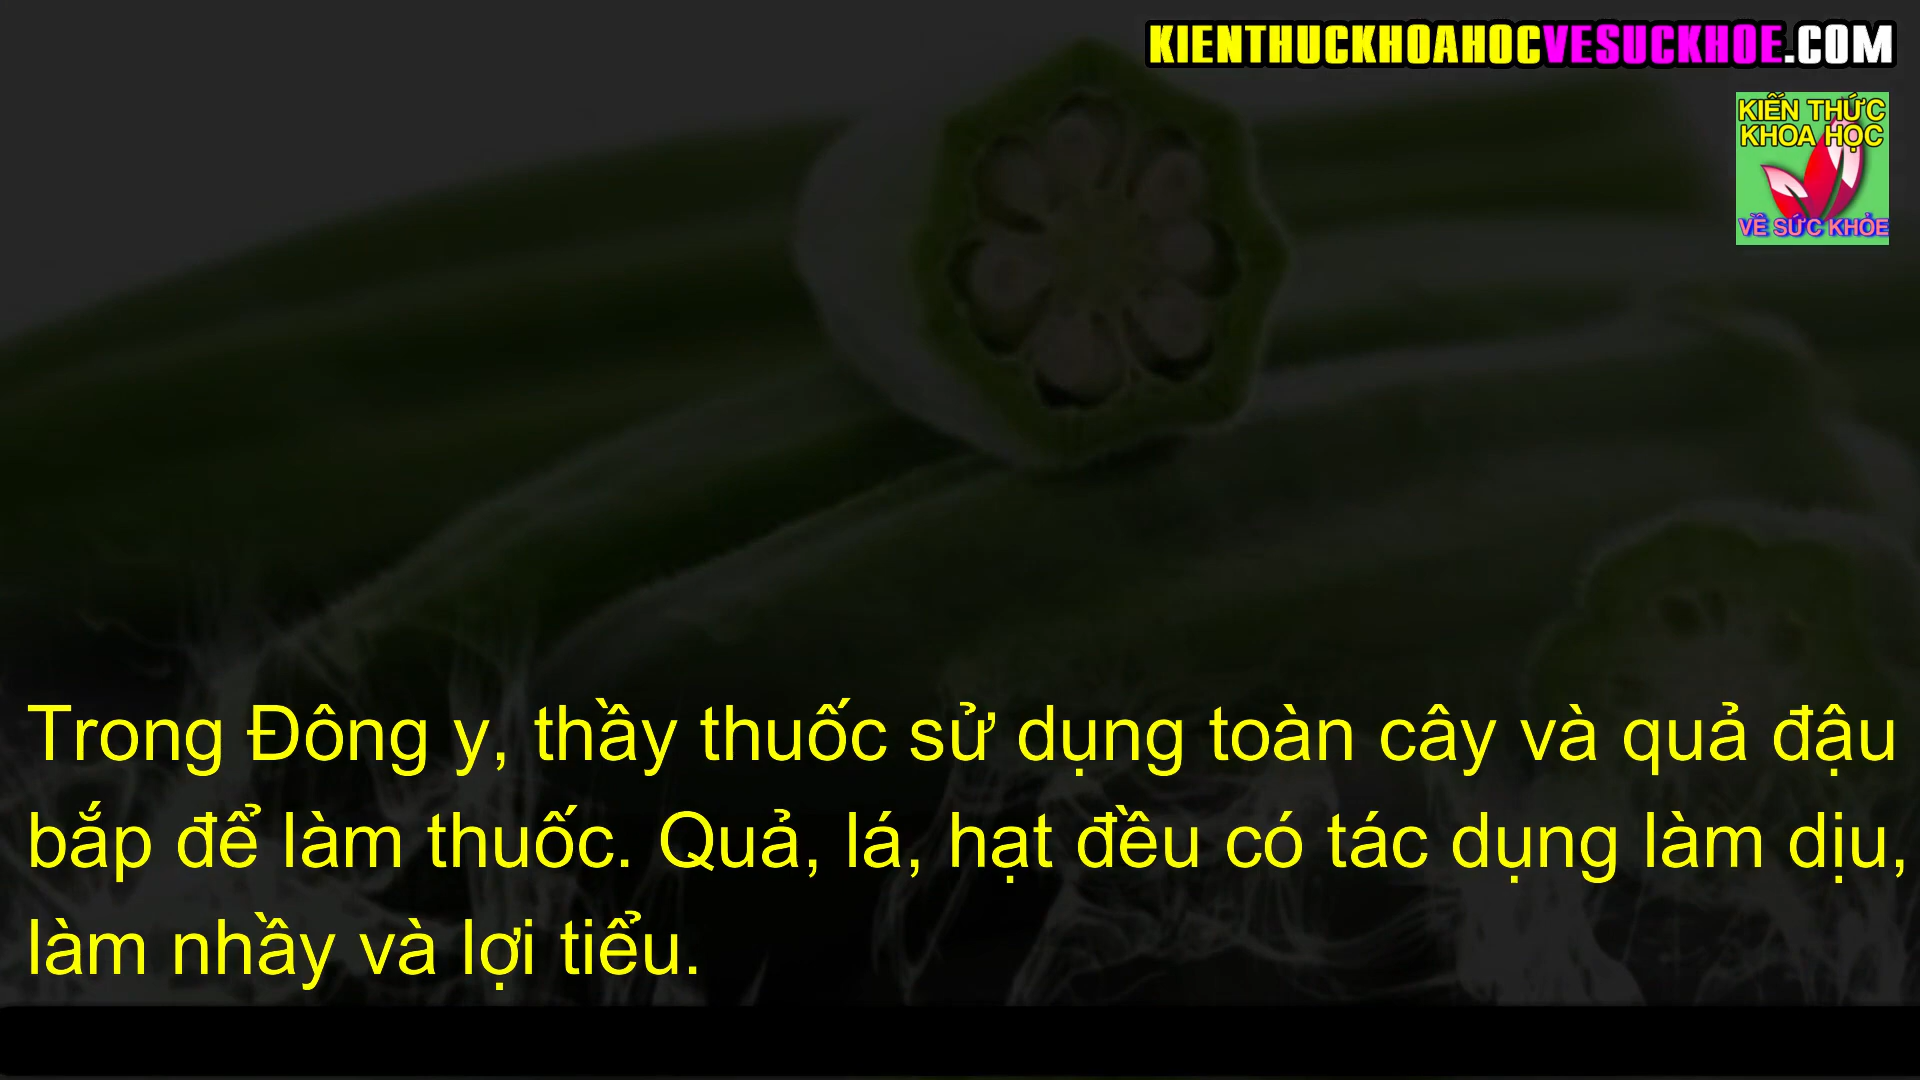 KIENTHUCKHOAHOCVESUCKHOE.COM
KIẾN THỨC
KHOA HỌC
VỀ SỨC KHỎE
Trong Đông y, thầy thuốc sử dụng toàn cây và quả đậu
bắp để làm thuốc. Quả, lá, hạt đều có tác dụng làm dịu,
làm nhầy và lợi tiểu.